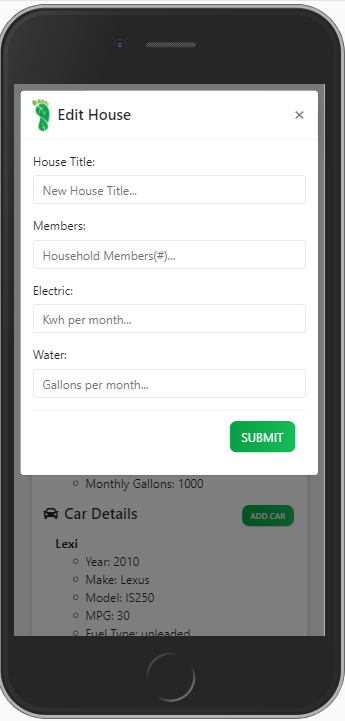 Edit House ×
House Title:
New House Title...
Members:
Household Members(#)...
Electric:
Kwh per month...
Water:
Gallons per month...
SUBMIT
Monthly Gallons: 1000
Car Details ADD CAR
Lexi
Year: 2010
Make: Lexus
Model: IS250
MPG: 30
Fuel Type: unleaded